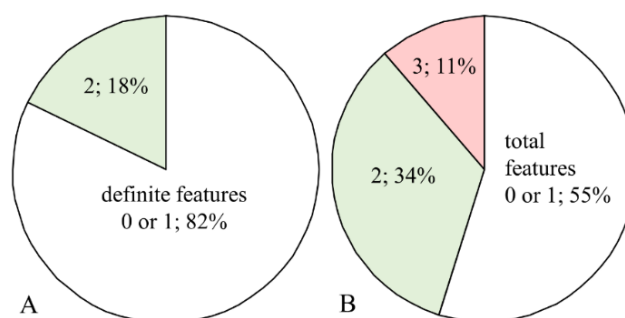 2; 18%
definite features
0 or 1; 82%
A
3; 11%
2; 34%
total
features
0 or 1; 55%
B